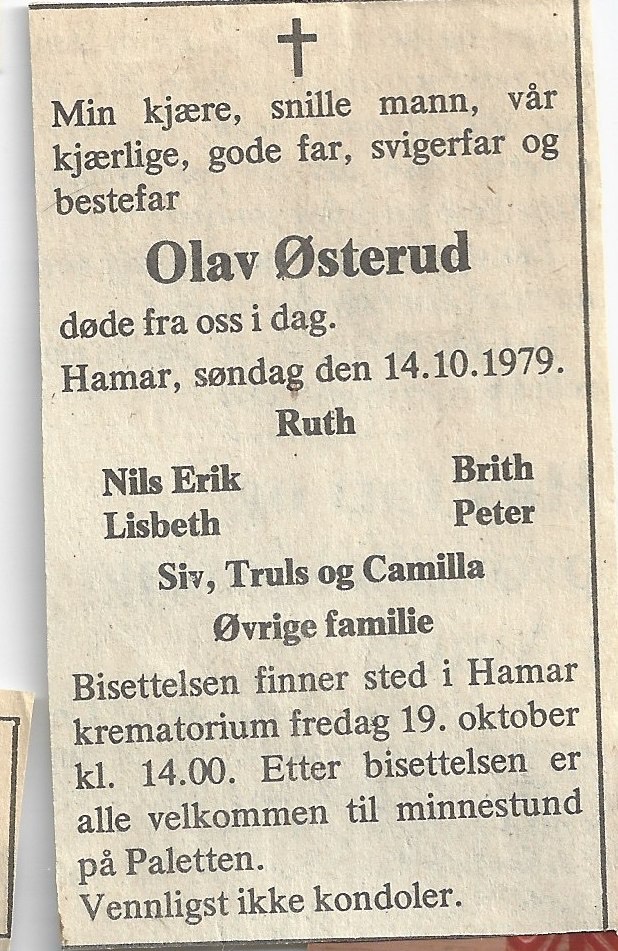 Min kjære, snille mann, vår
kjærlige, gode far, svigerfar og
bestefar
Olav Østerud
døde fra oss i dag.
Hamar, søndag den 14.10.1979.
Ruth
Nils Erik Brith
Lisbeth Peter
Siv, Truls og Camilla
Øvrige familie
Bisettelsen finner sted i Hamar
krematorium fredag 19. oktober
kl. 14.00. Etter bisettelsen er
alle velkommen til minnestund
på Paletten.
Vennligst ikke kondoler.